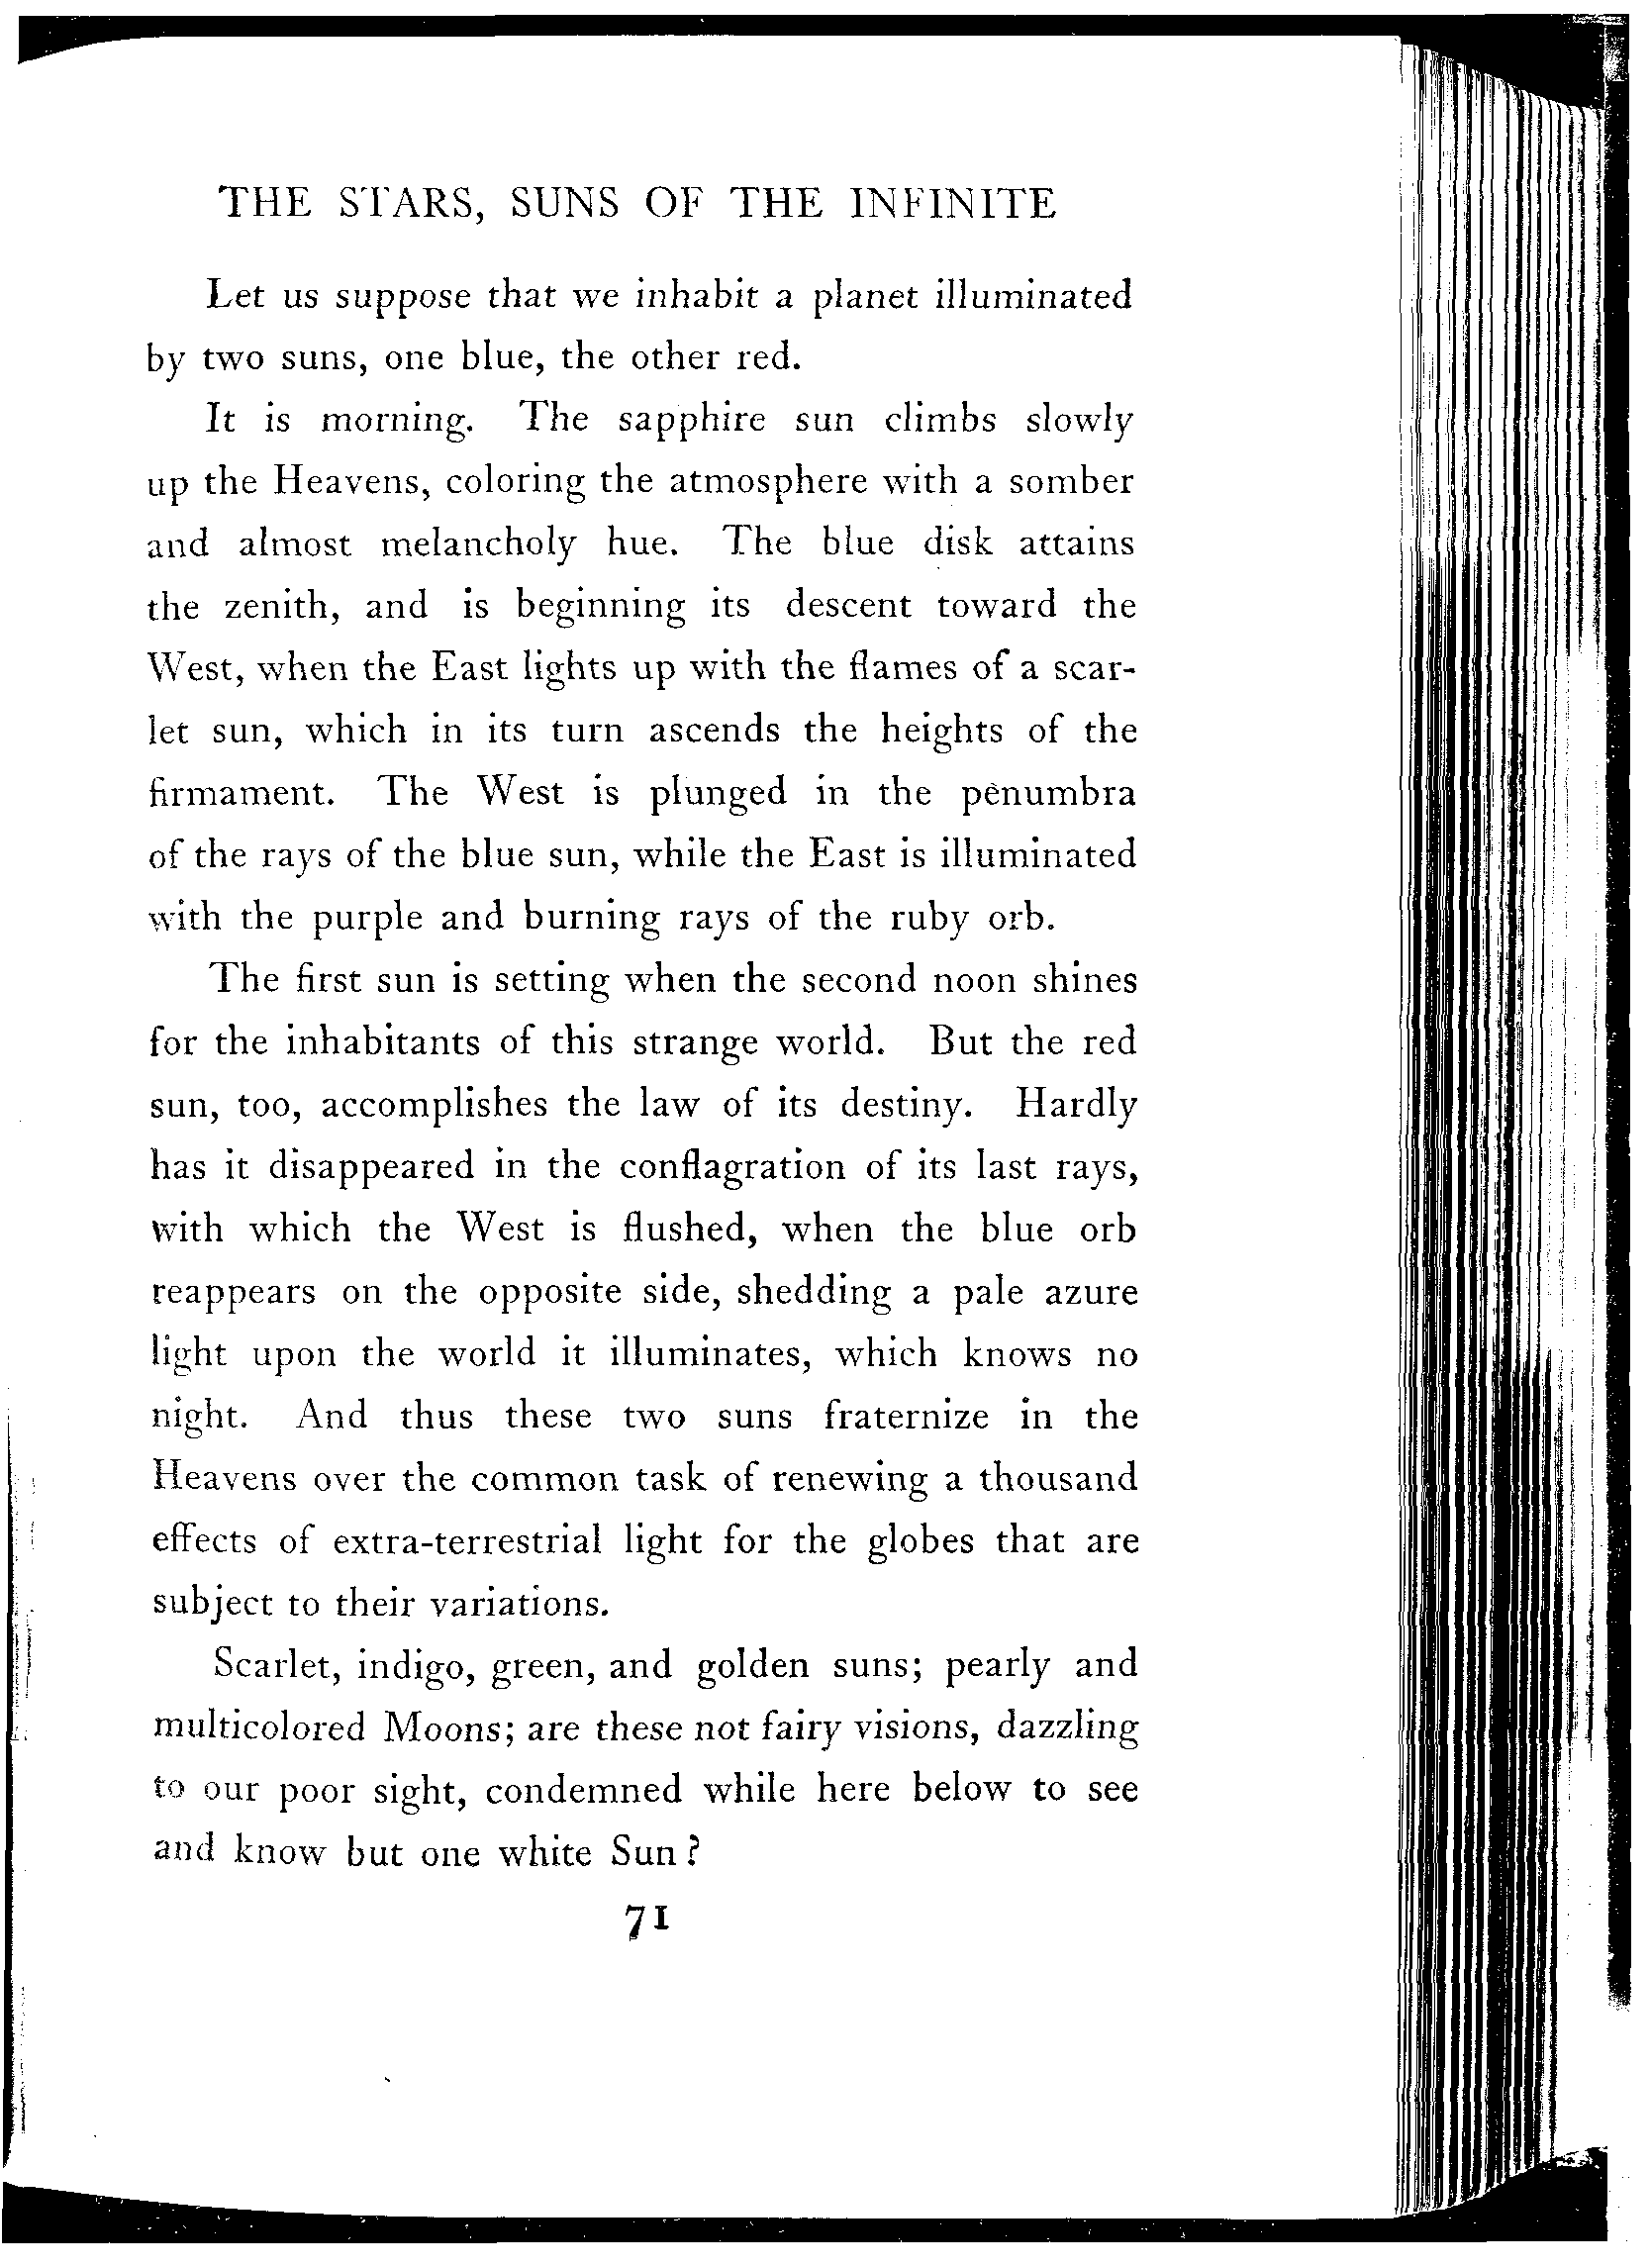 THE STARS, SUNS OF THE INFINITE
Let us suppose that we inhabit a planet illuminated
by two suns, one blue, the other red.
It is morning. The sapphire sun climbs slowly
up the Heavens, coloring the atmosphere with a somber
and almost melancholy hue. The blue disk attains
the zenith, and is beginning its descent toward the
West, when the East lights up with the flames of a scar-
let sun, which in its turn ascends the heights of the
firmament. The West is plunged in the penumbra
of the rays of the blue sun, while the East is illuminated
with the purple and burning rays of the ruby orb.
The first sun is setting when the second noon shines
for the inhabitants of this strange world. But the red
sun, too, accomplishes the law of its destiny. Hardly
has it disappeared in the conflagration of its last rays,
with which the West is flushed, when the blue orb
reappears on the opposite side, shedding a pale azure
light upon the world it illuminates, which knows no
night. And thus these two suns fraternize in the
Heavens over the common task of renewing a thousand
effects of extra-terrestrial light for the globes that are
subject to their variations.
Scarlet, indigo, green, and golden suns; pearly and
multicolored Moons; are these not fairy visions, dazzling
to our poor sight, condemned while here below to see
and know but one white Sun?
71